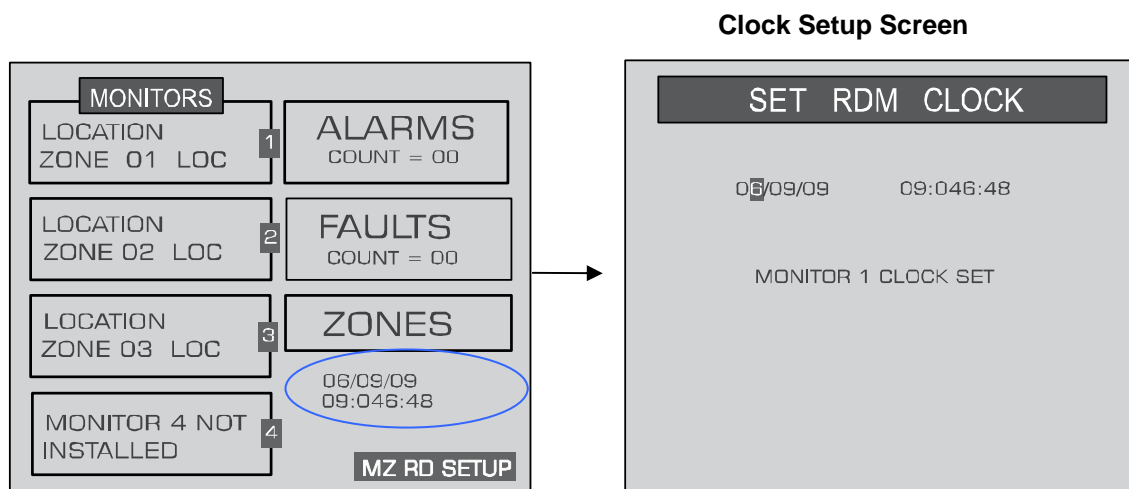 Clock Setup Screen
MONITORS
LOCATION
ZONE 01 LOC
1
ALARMS
COUNT = 00
LOCATION
ZONE 02 LOC
2
FAULTS
COUNT = 00
LOCATION
ZONE 03 LOC
3
ZONES
06/09/09
09:046:48
MONITOR 4 NOT
INSTALLED
4
MZ RD SETUP
SET RDM CLOCK
06/09/09 09:046:48
MONITOR 1 CLOCK SET